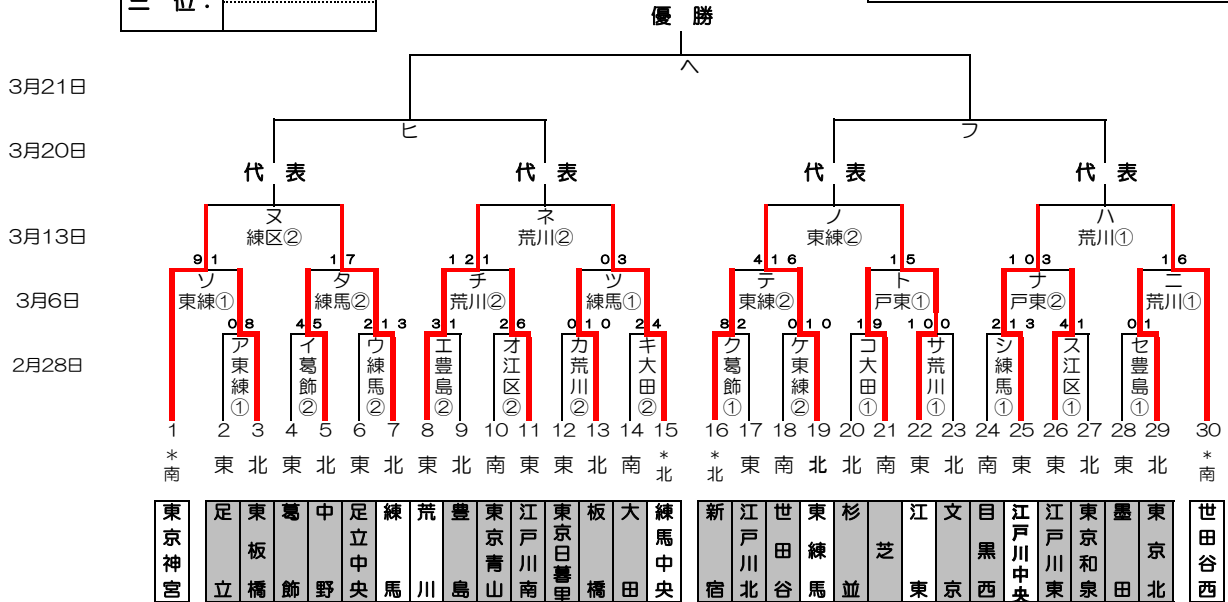 三 位：
優 勝
へ
3月21日
ヒ フ
3月20日
代 表 代 表 代 表 代 表
ヌ ネ ノ ハ
練区② 荒川② 東練② 荒川①
3月13日
9 1 1 7 1 2 1 0 3 4 1 6 1 5 1 0 3 1 6
ソ タ チ ツ テ ト ナ ニ
東練① 練馬② 荒川② 練馬① 東練② 戸東① 戸東② 荒川①
3月6日
0 8 4 5 2 1 3 3 1 2 6 0 1 0 2 4 8 2 0 1 0 1 9 1 0 0 2 1 3 4 1 0 1
2月28日
ア東練① イ葛飾② ウ練馬② エ豊島② オ江区② カ荒川② キ大田② ク葛飾① ケ東練② コ大田① サ荒川① シ練馬① ス江区① セ豊島①
1 2 3 4 5 6 7 8 9 10 11 12 13 14 15 16 17 18 19 20 21 22 23 24 25 26 27 28 29 30
*南 東 北 東 北 東 北 東 北 南 東 東 北 南 *北 *北 東 南 北 北 南 東 北 南 東 東 北 東 北 *南
東京神宮 足立 東板橋 葛飾 中野 足立中央 練馬 荒川 豊島 東京青山 江戸川南 東京日暮里 板橋 大田 練馬中央 新宿 江戸川北 世田谷 東練馬 杉並 芝 江東 文京 目黒西 江戸川中央 江戸川東 東京和泉 墨田 東京北 世田谷西